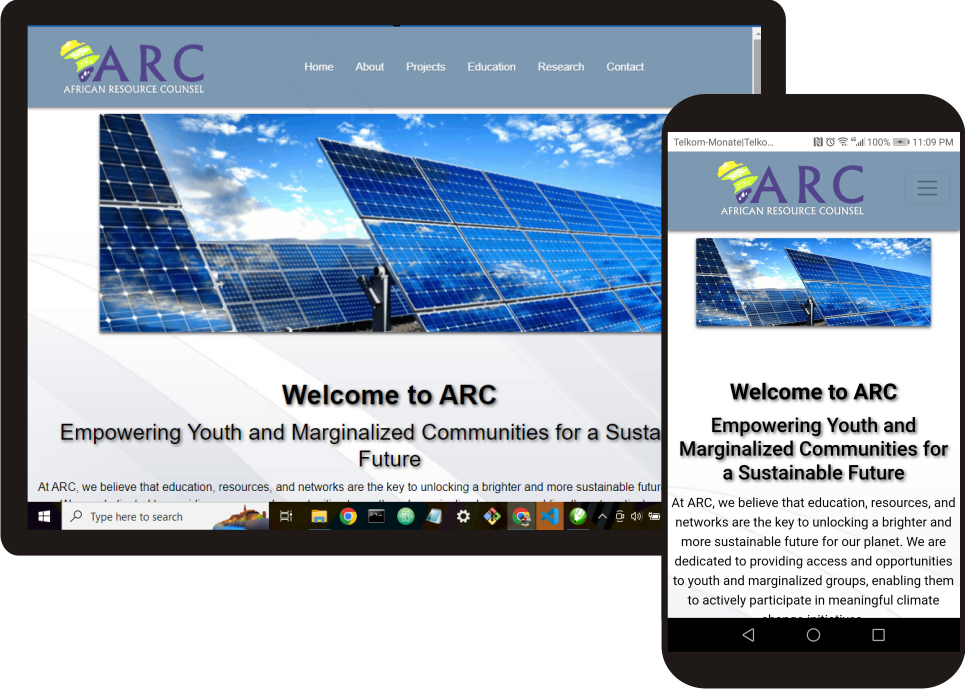 ARC
AFRICAN RESOURCE COUNSEL
Home About Projects Education Research Contact
Welcome to ARC
Empowering Youth and Marginalized Communities for a Susta
Future
At ARC, we believe that education, resources, and networks are the key to unlocking a brighter and more sustainable futur
Type here to search
Telkom-Monate|Telko... 100% 11:09 PM
ARC
AFRICAN RESOURCE COUNSEL
Welcome to ARC
Empowering Youth and
Marginalized Communities for
a Sustainable Future
At ARC, we believe that education, resources, and
networks are the key to unlocking a brighter and
more sustainable future for our planet. We are
dedicated to providing access and opportunities
to youth and marginalized groups, enabling them
to actively participate in meaningful climate
change initiatives.